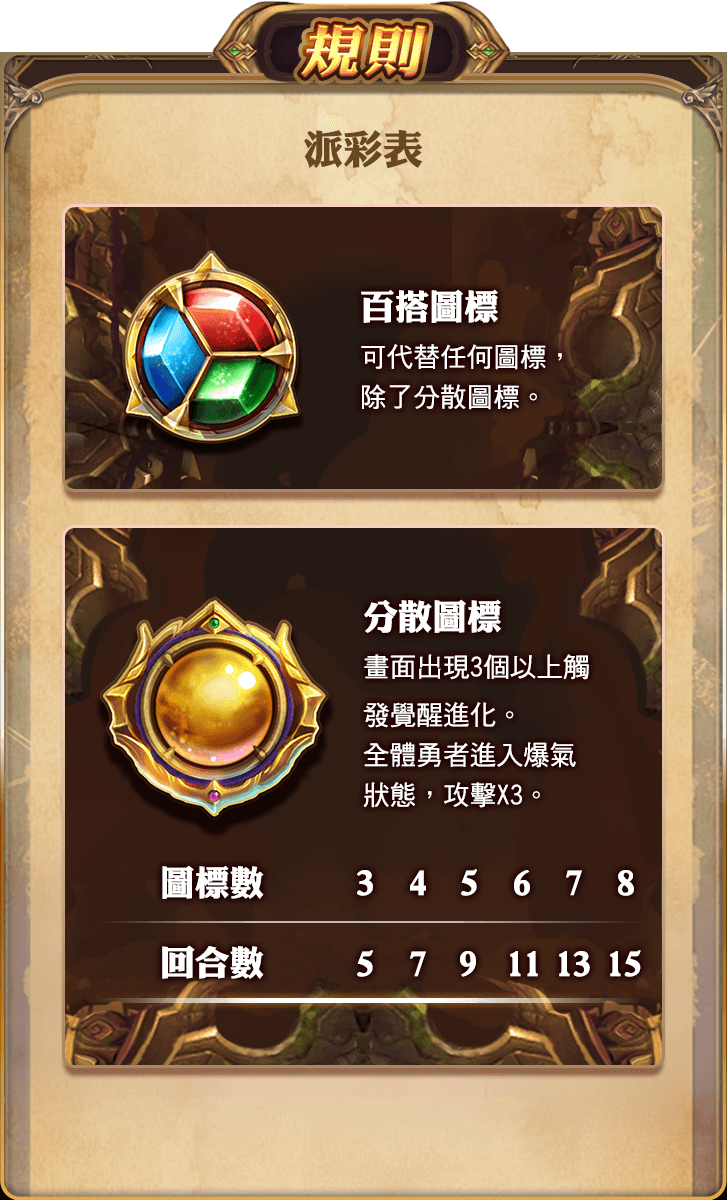 規則
派彩表
百搭圖標
可代替任何圖標，
除了分散圖標。
分散圖標
畫面出現3個以上觸
發覺醒進化。
全體勇者進入爆氣
狀態，攻擊X3。
圖標數 3 4 5 6 7 8
回合數 5 7 9 11 13 15